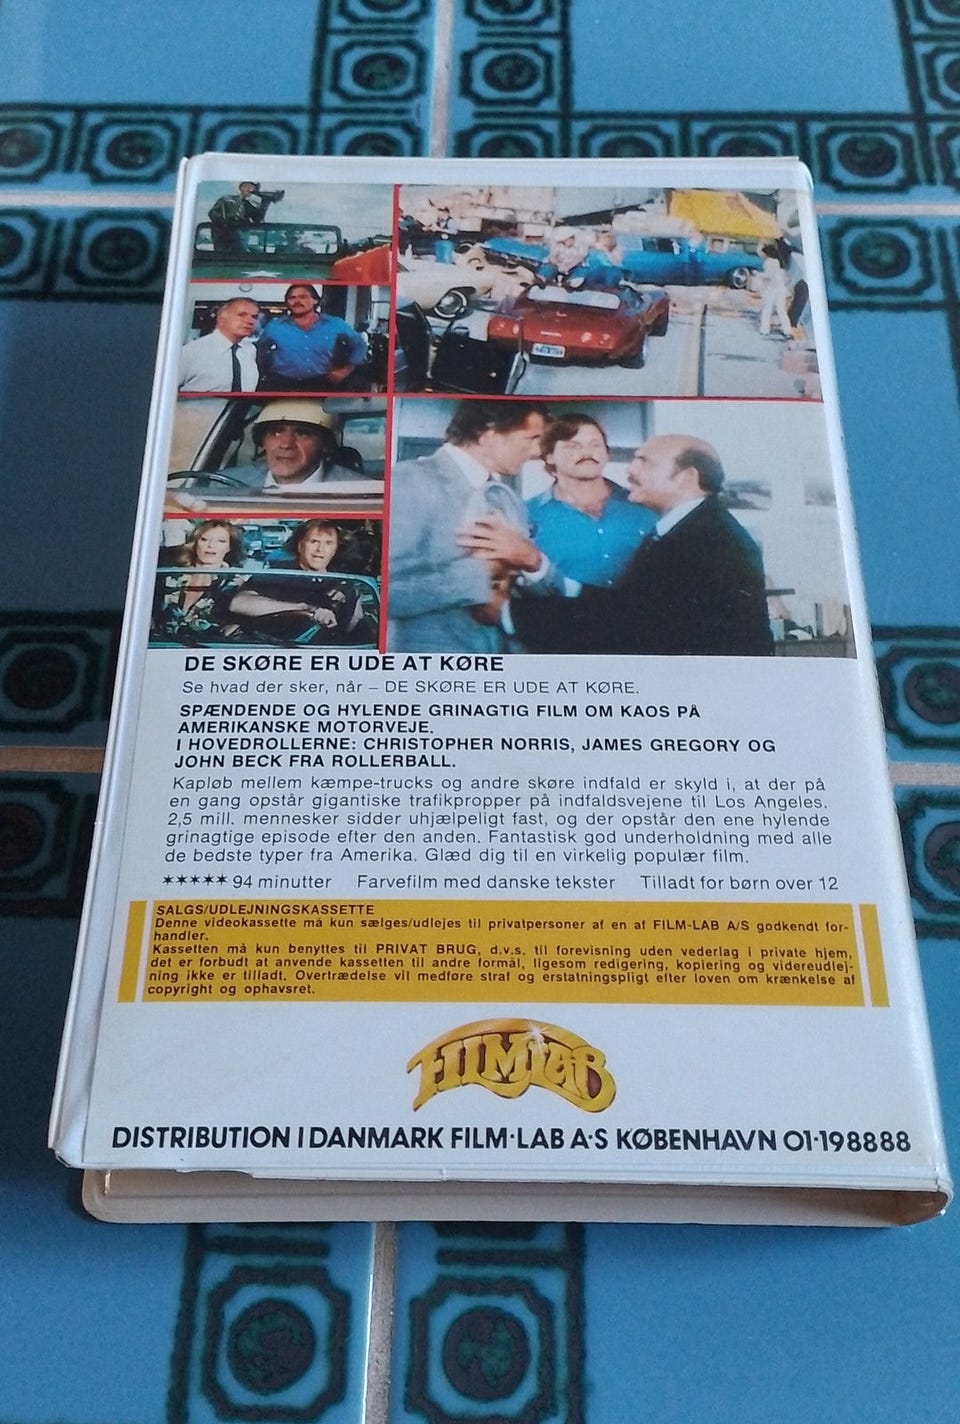 DE SKØRE ER UDE AT KØRE
Se hvad der sker, når – DE SKØRE ER UDE AT KØRE.
SPÆNDENDE OG HYLENDE GRINAGTIG FILM OM KAOS PÅ
AMERIKANSKE MOTORVEJE.
I HOVEDROLLERNE: CHRISTOPHER NORRIS, JAMES GREGORY OG
JOHN BECK FRA ROLLERBALL.
Kapløb mellem kæmpe-trucks og andre skøre indfald er skyld i, at der på
en gang opstår gigantiske trafikpropper på indfaldsvejene til Los Angeles.
2,5 mill. mennesker sidder uhjælpeligt fast, og der opstår den ene hylende
grinagtige episode efter den anden. Fantastisk god underholdning med alle
de bedste typer fra Amerika. Glæd dig til en virkelig populær film.
★★★★★ 94 minutter Farvefilm med danske tekster Tilladt for børn over 12
SALGS/UDLEJNINGSKASSETTE
Denne videokassette må kun sælges/udlejes til privatpersoner af en af FILM-LAB A/S godkendt for-
handler.
Kassetten må kun benyttes til PRIVAT BRUG, d.v.s. til forevisning uden vederlag i private hjem,
det er forbudt at anvende kassetten til andre formål, ligesom redigering, kopiering og videreudlej-
ning ikke er tilladt. Overtrædelse vil medføre straf og erstatningspligt efter loven om krænkelse af
copyright og ophavsret.
FILMLAB
DISTRIBUTION I DANMARK FILM·LAB A·S KØBENHAVN 01·198888